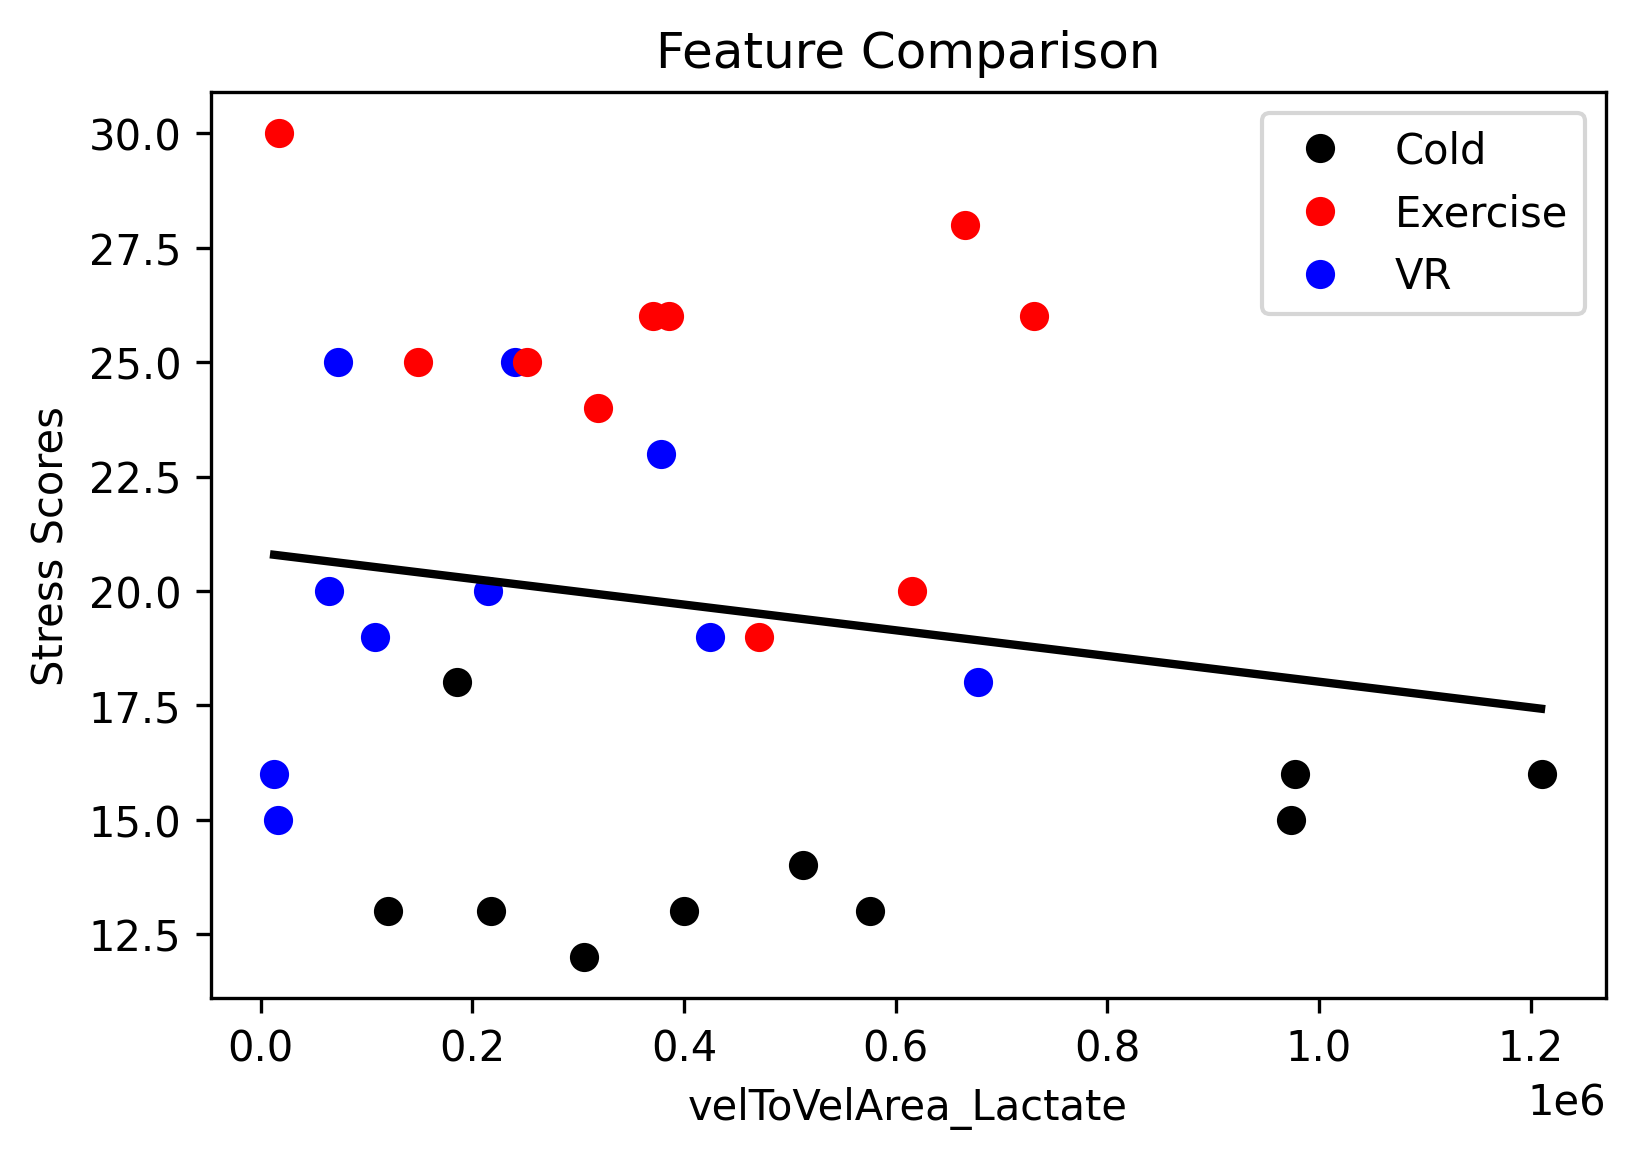 Feature Comparison
30.0
27.5
25.0
22.5
20.0
17.5
15.0
12.5
Stress Scores
Cold
Exercise
VR
0.0 0.2 0.4 0.6 0.8 1.0 1.2
1e6
velToVelArea_Lactate